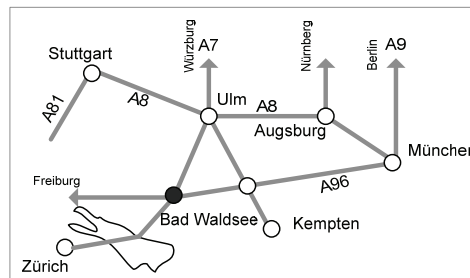 Würzburg
A7
Nürnberg
Berlin
A9
Stuttgart
A81
A8
Ulm
A8
Augsburg
München
A96
Freiburg
Bad Waldsee
Kempten
Zürich